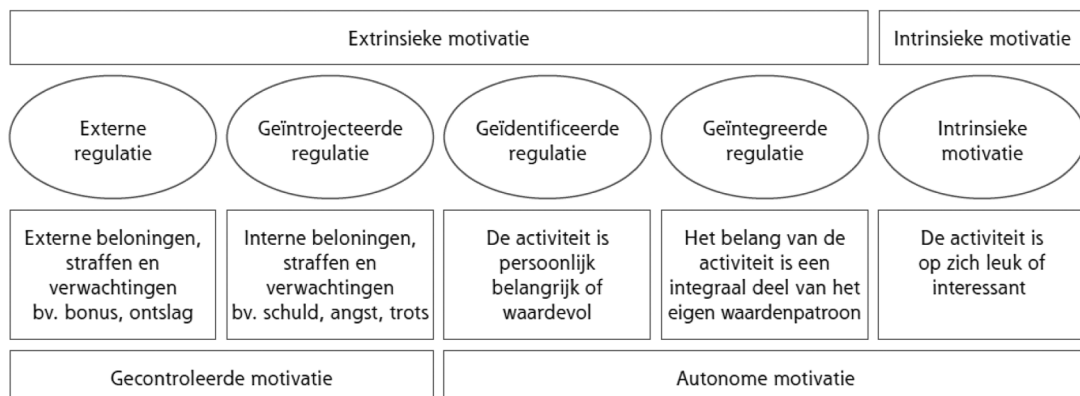 Extrinsieke motivatie
Intrinsieke motivatie
Externe
regulatie
Geïntrojecteerde
regulatie
Geïdentificeerde
regulatie
Geïntegreerde
regulatie
Intrinsieke
motivatie
Externe beloningen,
straffen en
verwachtingen
bv. bonus, ontslag
Interne beloningen,
straffen en
verwachtingen
bv. schuld, angst, trots
De activiteit is
persoonlijk
belangrijk of
waardevol
Het belang van de
activiteit is een
integraal deel van het
eigen waardenpatroon
De activiteit is
op zich leuk of
interessant
Gecontroleerde motivatie
Autonome motivatie